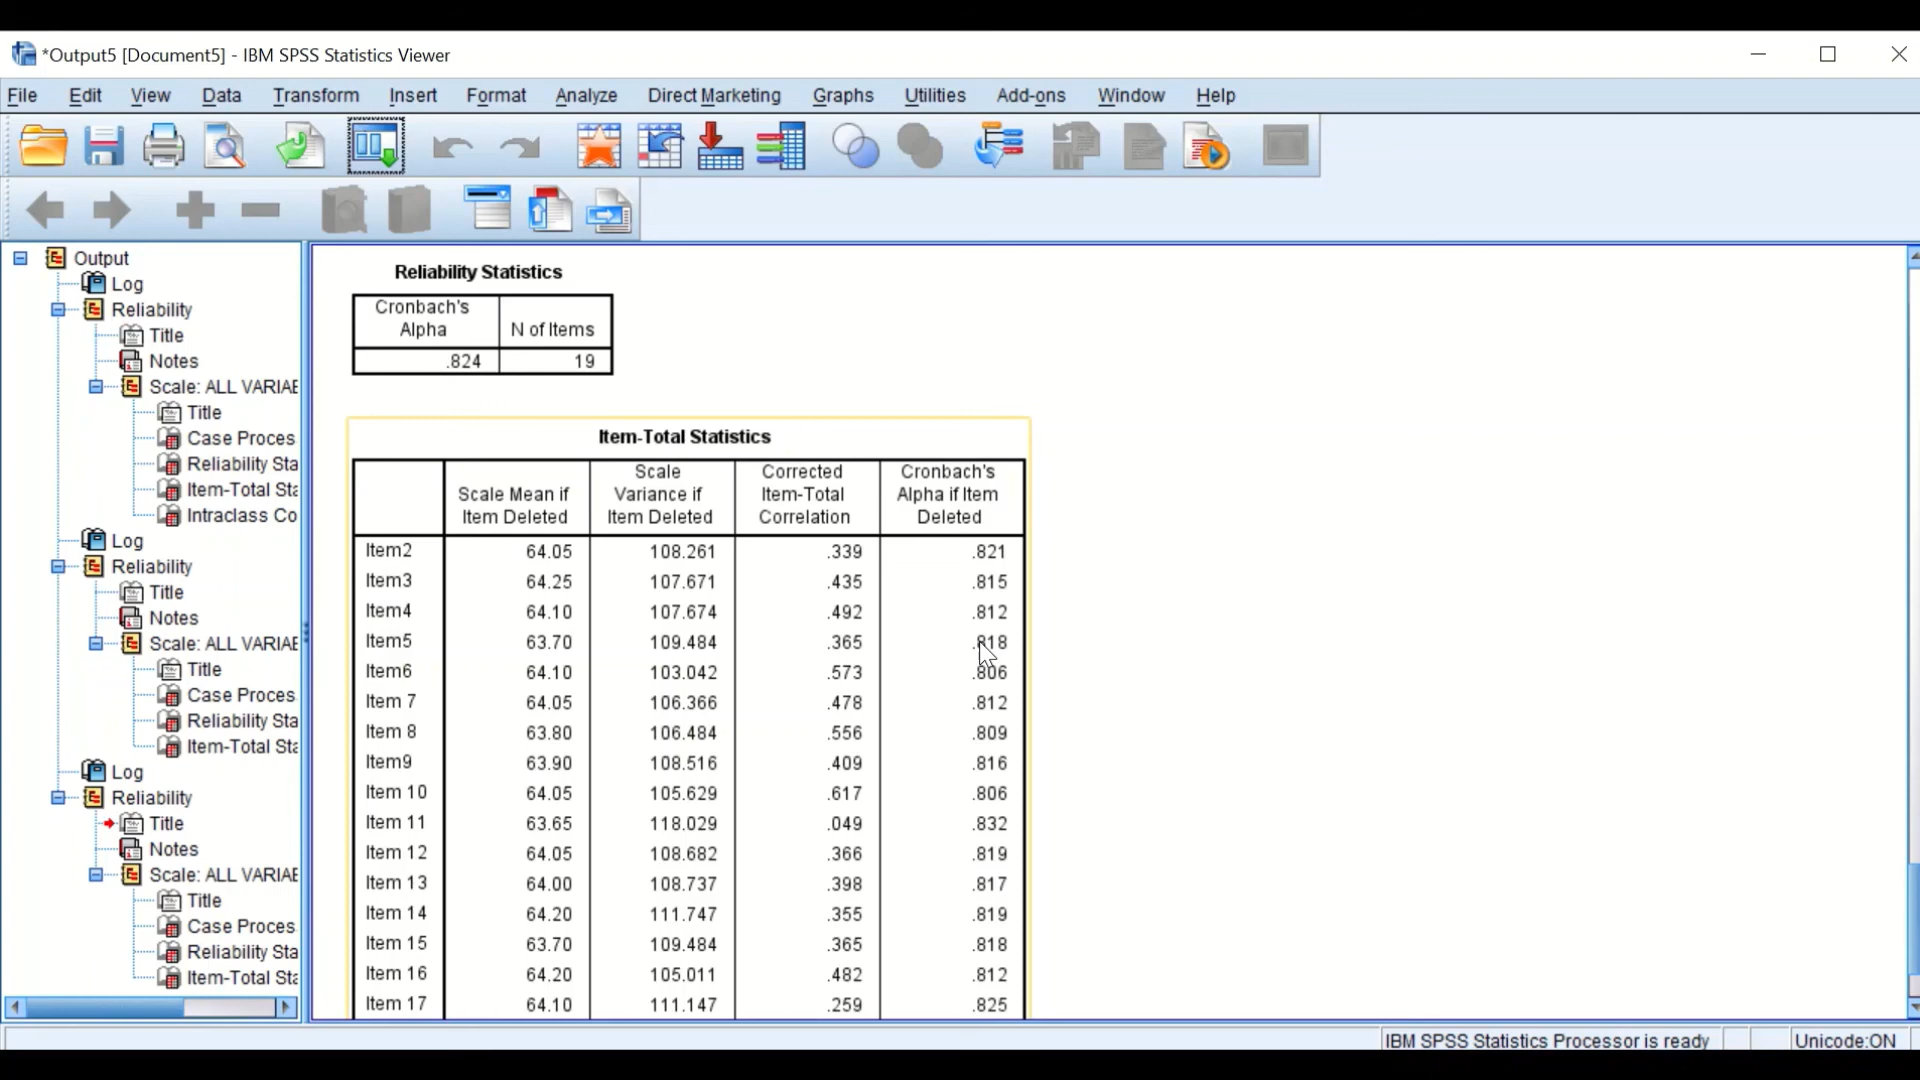 *Output5 [Document5] - IBM SPSS Statistics Viewer
File Edit View Data Transform Insert Format Analyze Direct Marketing Graphs Utilities Add-ons Window Help
Output
Log
Reliability
Title
Notes
Scale: ALL VARIAE
Title
Case Proces
Reliability Sta
Item-Total Sta
Intraclass Co
Log
Reliability
Title
Notes
Scale: ALL VARIAE
Title
Case Proces
Reliability Sta
Item-Total Sta
Log
Reliability
Title
Notes
Scale: ALL VARIAE
Title
Case Proces
Reliability Sta
Item-Total Sta
Reliability Statistics
Cronbach's
Alpha N of Items
.824 19
Item-Total Statistics
Scale Mean if
Item Deleted
Scale
Variance if
Item Deleted
Corrected
Item-Total
Correlation
Cronbach's
Alpha if Item
Deleted
Item2 64.05 108.261 .339 .821
Item3 64.25 107.671 .435 .815
Item4 64.10 107.674 .492 .812
Item5 63.70 109.484 .365 .818
Item6 64.10 103.042 .573 .806
Item 7 64.05 106.366 .478 .812
Item 8 63.80 106.484 .556 .809
Item9 63.90 108.516 .409 .816
Item 10 64.05 105.629 .617 .806
Item 11 63.65 118.029 .049 .832
Item 12 64.05 108.682 .366 .819
Item 13 64.00 108.737 .398 .817
Item 14 64.20 111.747 .355 .819
Item 15 63.70 109.484 .365 .818
Item 16 64.20 105.011 .482 .812
Item 17 64.10 111.147 .259 .825
IBM SPSS Statistics Processor is ready Unicode:ON